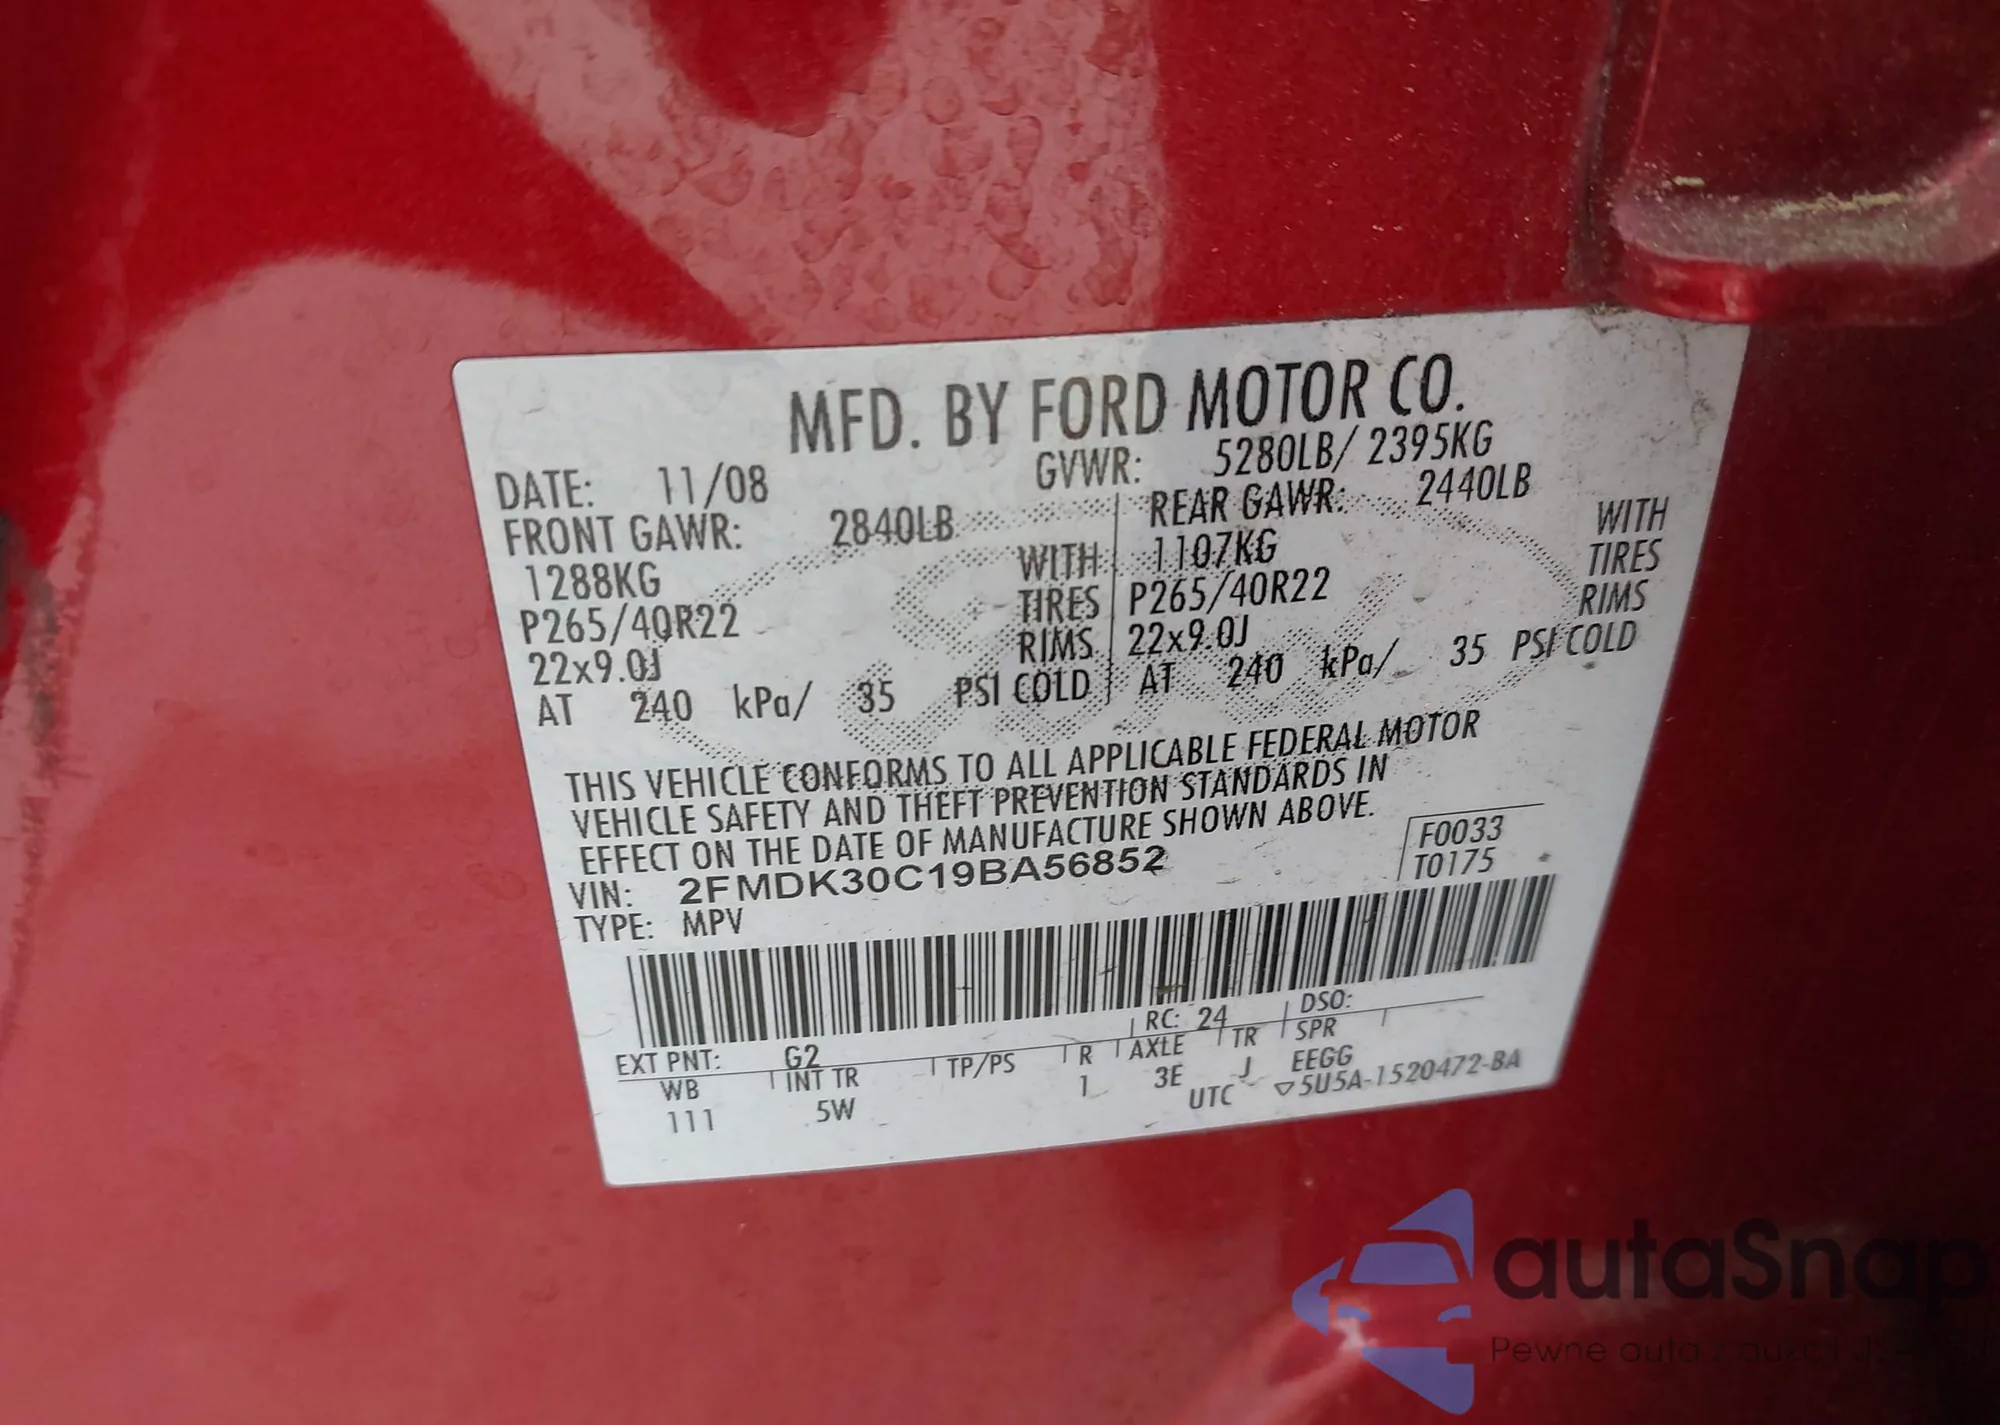 MFD. BY FORD MOTOR CO.
DATE: 11/08 GVWR: 5280LB/ 2395KG
FRONT GAWR: 2840LB REAR GAWR: 2440LB
1288KG WITH 1107KG WITH
P265/40R22 TIRES P265/40R22 TIRES
22x9.0J RIMS 22x9.0J RIMS
AT 240 kPa/ 35 PSI COLD AT 240 kPa/ 35 PSI COLD
THIS VEHICLE CONFORMS TO ALL APPLICABLE FEDERAL MOTOR
VEHICLE SAFETY AND THEFT PREVENTION STANDARDS IN
EFFECT ON THE DATE OF MANUFACTURE SHOWN ABOVE.
F0033
VIN: 2FMDK30C19BA56852 T0175
TYPE: MPV
EXT PNT: G2 RC: 24 DSO:
WB INT TR TP/PS R AXLE TR SPR
111 5W 1 3E J EEGG
UTC ▽5U5A-1520472-BA
autaSnap
Pewne auta z